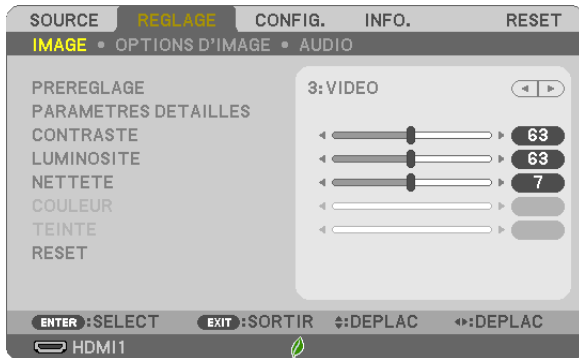 SOURCE REGLAGE CONFIG. INFO. RESET
IMAGE • OPTIONS D'IMAGE • AUDIO
PREREGLAGE 3:VIDEO
PARAMETRES DETAILLES
CONTRASTE 63
LUMINOSITE 63
NETTETE 7
COULEUR
TEINTE
RESET
ENTER :SELECT EXIT :SORTIR :DEPLAC :DEPLAC
HDMI1